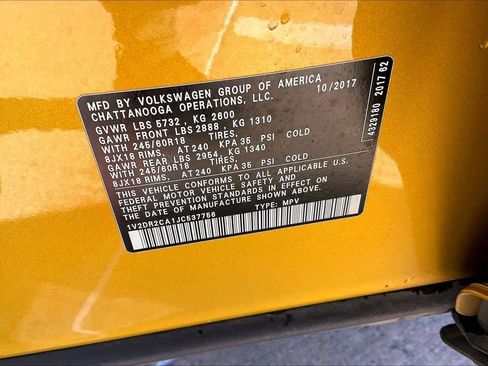 MFD BY VOLKSWAGEN GROUP OF AMERICA
CHATTANOOGA OPERATIONS, LLC. 10/2017
GVWR LBS 5732, KG 2600
GAWR FRONT LBS 2888, KG 1310
WITH 245/60R18 TIRES,
8JX18 RIMS, AT 240 KPA 35 PSI COLD
GAWR REAR LBS 2954, KG 1340
WITH 245/60R18 TIRES,
8JX18 RIMS, AT 240 KPA 35 PSI COLD
THIS VEHICLE CONFORMS TO ALL APPLICABLE U.S.
FEDERAL MOTOR VEHICLE SAFETY AND
THEFT PREVENTION STANDARDS IN EFFECT ON
THE DATE OF MANUFACTURE SHOWN ABOVE.
1V2DR2CA1JC537756 TYPE: MPV
4329180 2017 62